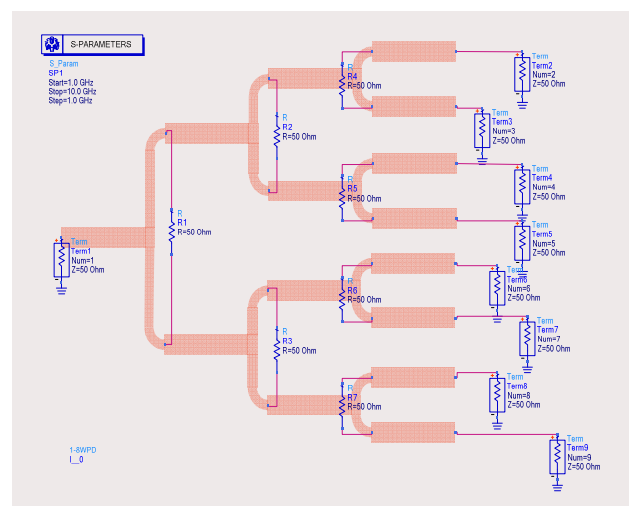 S-PARAMETERS
S_Param
SP1
Start=1.0 GHz
Stop=10.0 GHz
Step=1.0 GHz
R
R4
R=50 Ohm
Term
Term2
Num=2
Z=50 Ohm
R
R2
R=50 Ohm
Term
Term3
Num=3
Z=50 Ohm
R
R5
R=50 Ohm
Term
Term4
Num=4
Z=50 Ohm
R
R1
R=50 Ohm
Term
Term5
Num=5
Z=50 Ohm
Term
Term1
Num=1
Z=50 Ohm
R
R6
R=50 Ohm
Term
Term6
Num=6
Z=50 Ohm
R
R3
R=50 Ohm
Term
Term7
Num=7
Z=50 Ohm
R
R7
R=50 Ohm
Term
Term8
Num=8
Z=50 Ohm
Term
Term9
Num=9
Z=50 Ohm
1-8WPD
I__0